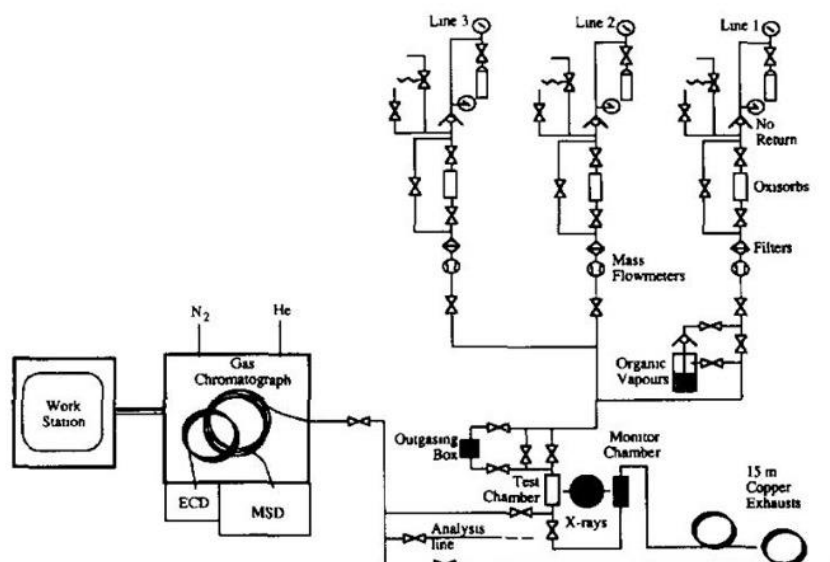 Line 3
Line 2
Line 1
No
Return
Oxisorbs
Filters
Mass
Flowmeters
N2
He
Gas
Chromatograph
Organic
Vapours
Work
Station
Outgasing
Box
Monitor
Chamber
Test
Chamber
X-rays
15 m
Copper
Exhausts
ECD
MSD
Analysis
line